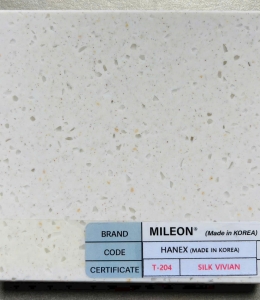 BRAND MILEON® (Made in KOREA)
CODE HANEX (MADE IN KOREA)
CERTIFICATE T-204 SILK VIViAN